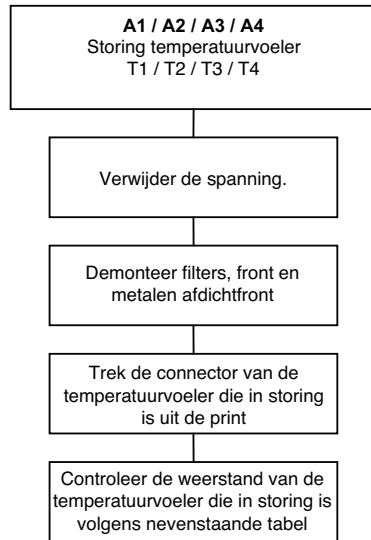 A1 / A2 / A3 / A4
Storing temperatuurvoeler
T1 / T2 / T3 / T4
Verwijder de spanning.
Demonteer filters, front en
metalen afdichtfront
Trek de connector van de
temperatuurvoeler die in storing
is uit de print
Controleer de weerstand van de
temperatuurvoeler die in storing is
volgens nevenstaande tabel